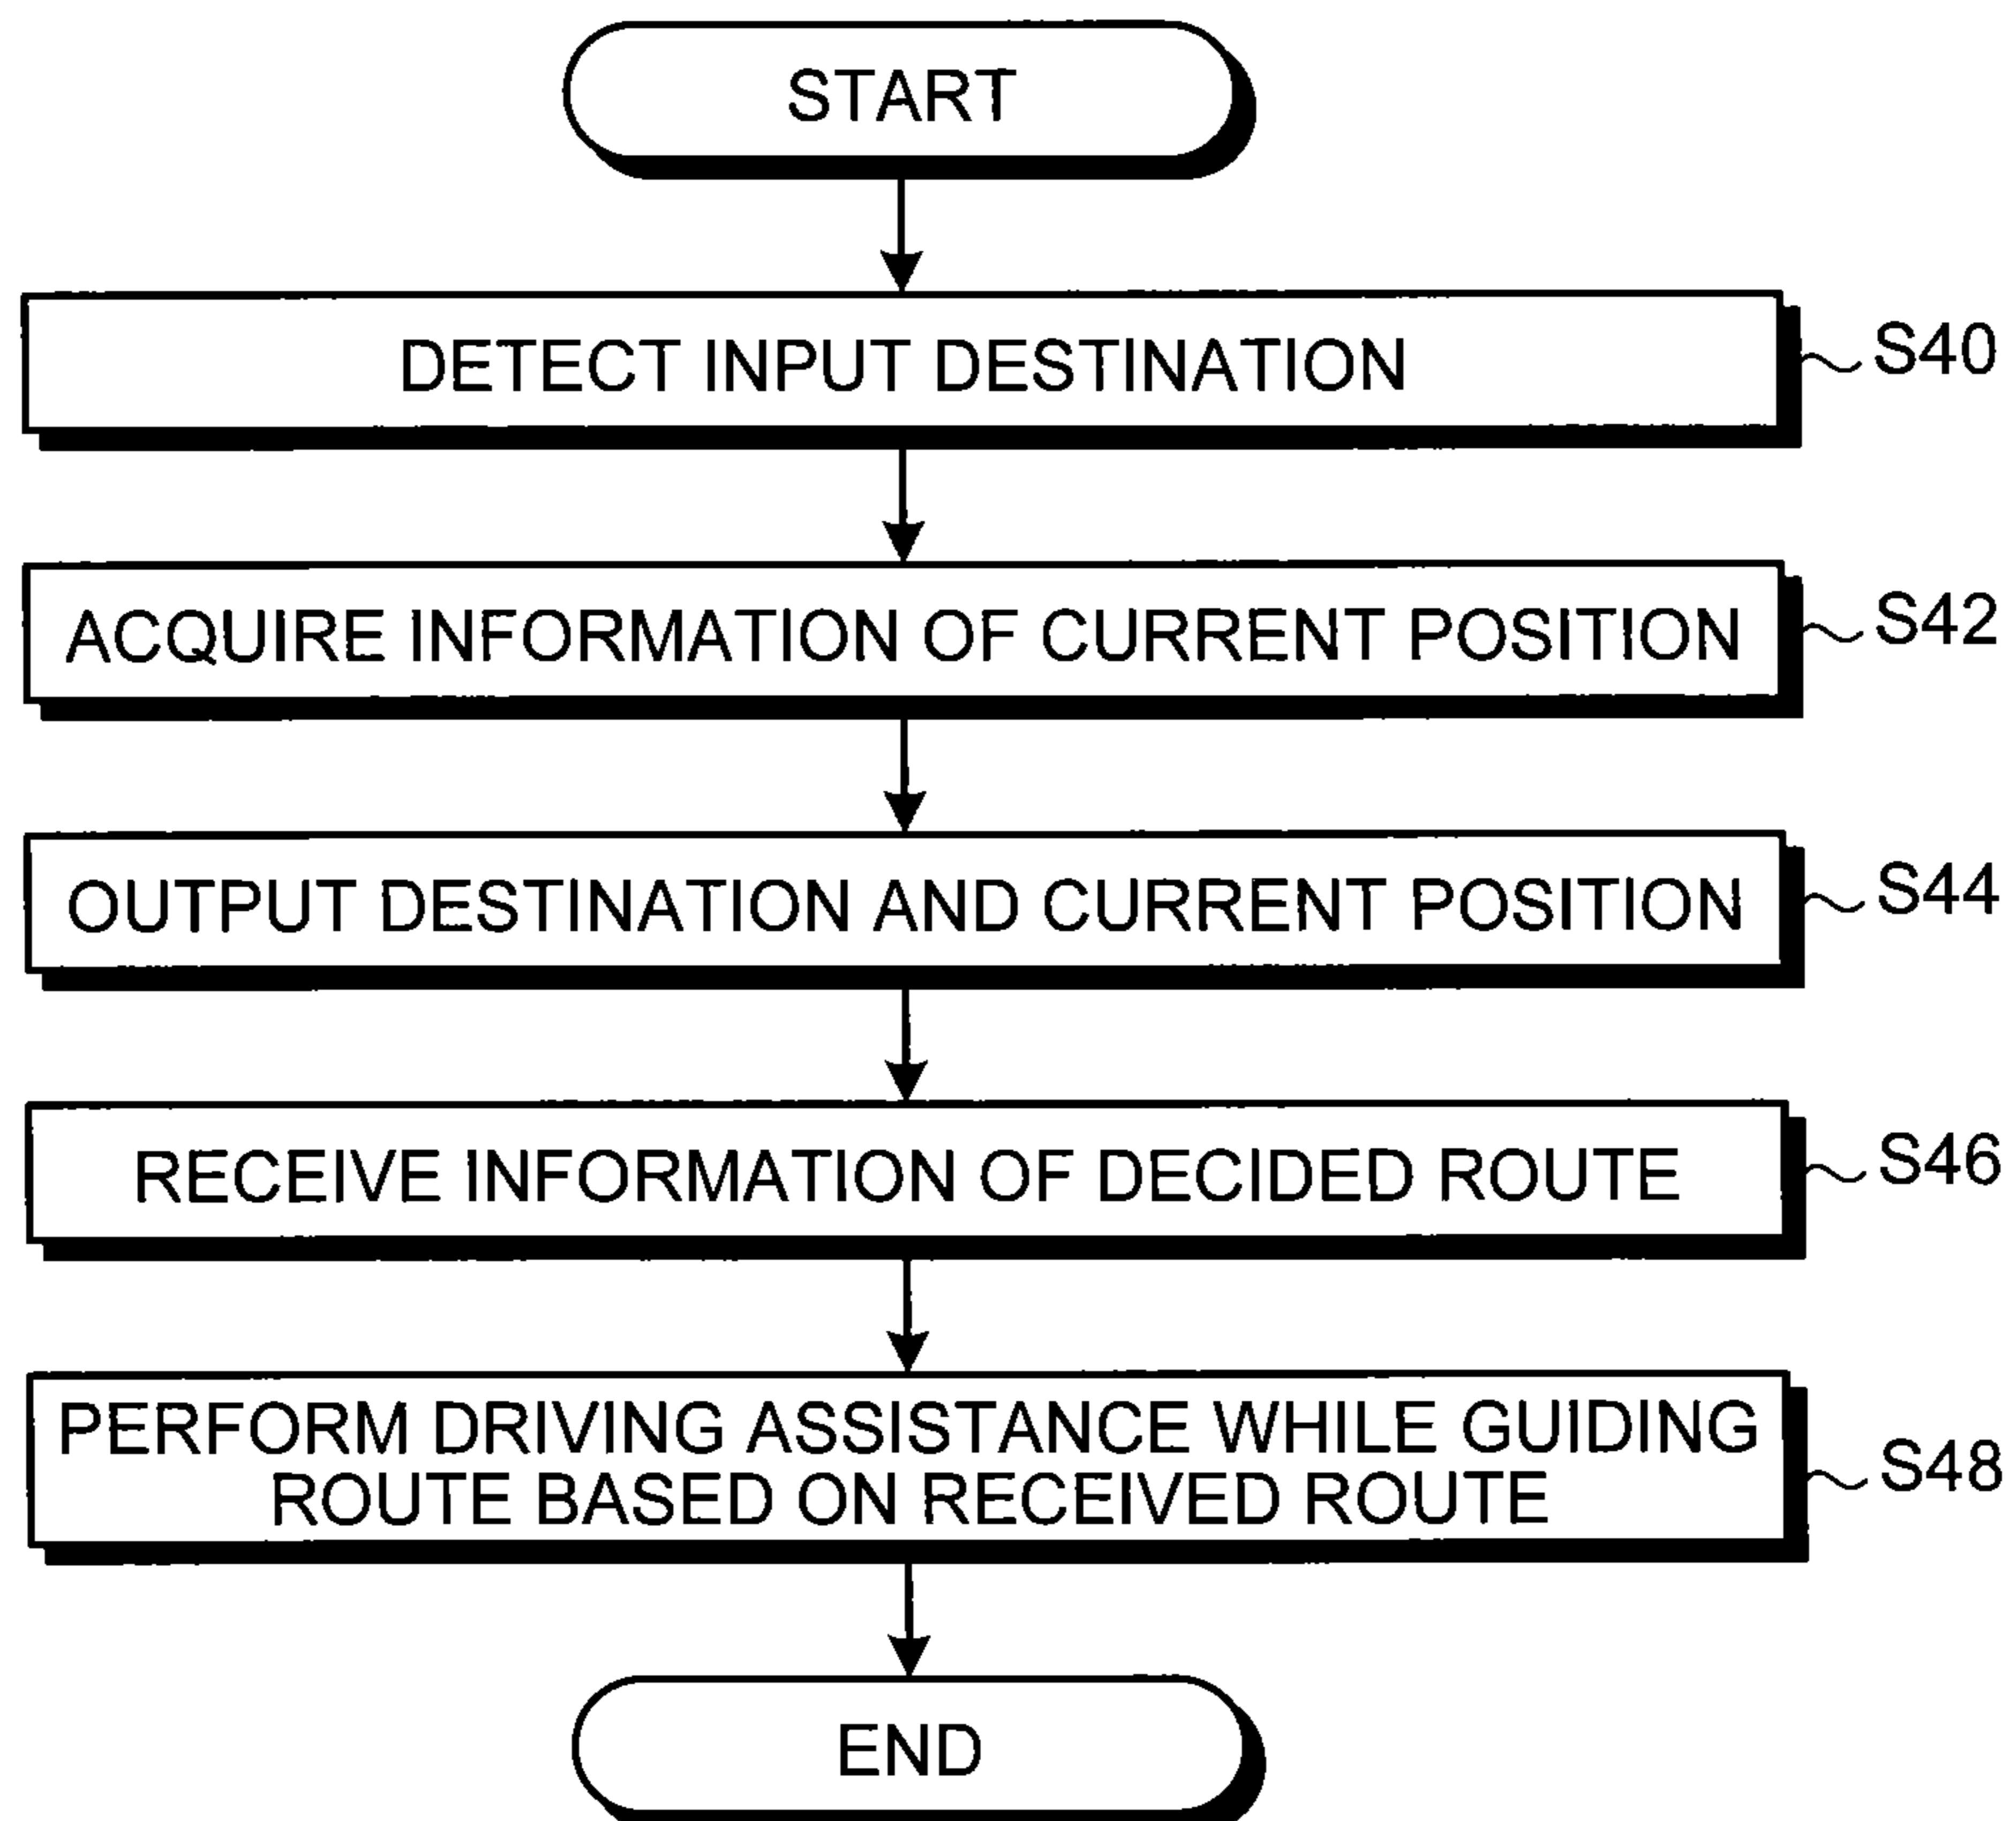 START
DETECT INPUT DESTINATION
S40
ACQUIRE INFORMATION OF CURRENT POSITION
S42
OUTPUT DESTINATION AND CURRENT POSITION
S44
RECEIVE INFORMATION OF DECIDED ROUTE
S46
PERFORM DRIVING ASSISTANCE WHILE GUIDING
ROUTE BASED ON RECEIVED ROUTE
S48
END